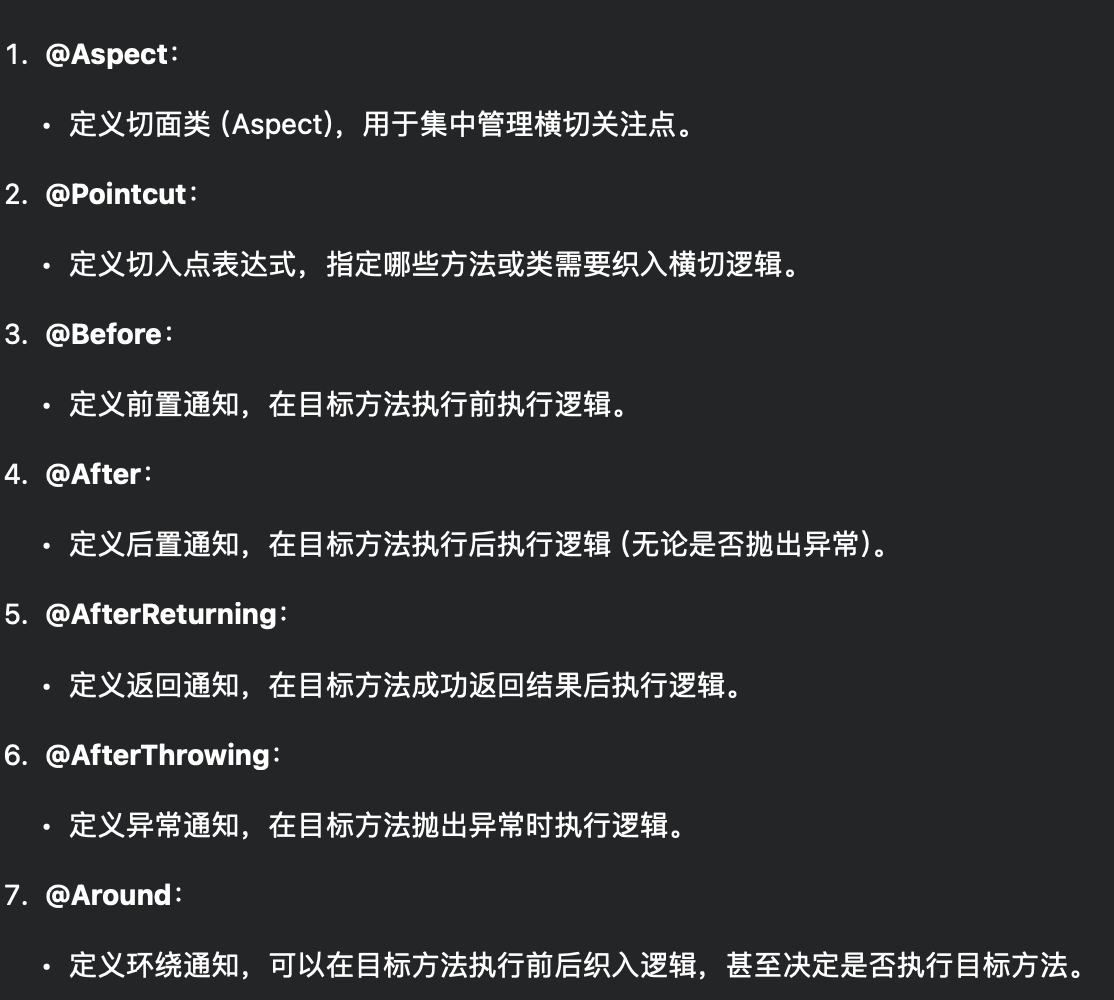 1. @Aspect：
• 定义切面类 (Aspect)，用于集中管理横切关注点。
2. @Pointcut：
• 定义切入点表达式，指定哪些方法或类需要织入横切逻辑。
3. @Before：
• 定义前置通知，在目标方法执行前执行逻辑。
4. @After：
• 定义后置通知，在目标方法执行后执行逻辑 (无论是否抛出异常)。
5. @AfterReturning：
• 定义返回通知，在目标方法成功返回结果后执行逻辑。
6. @AfterThrowing：
• 定义异常通知，在目标方法抛出异常时执行逻辑。
7. @Around：
• 定义环绕通知，可以在目标方法执行前后织入逻辑，甚至决定是否执行目标方法。